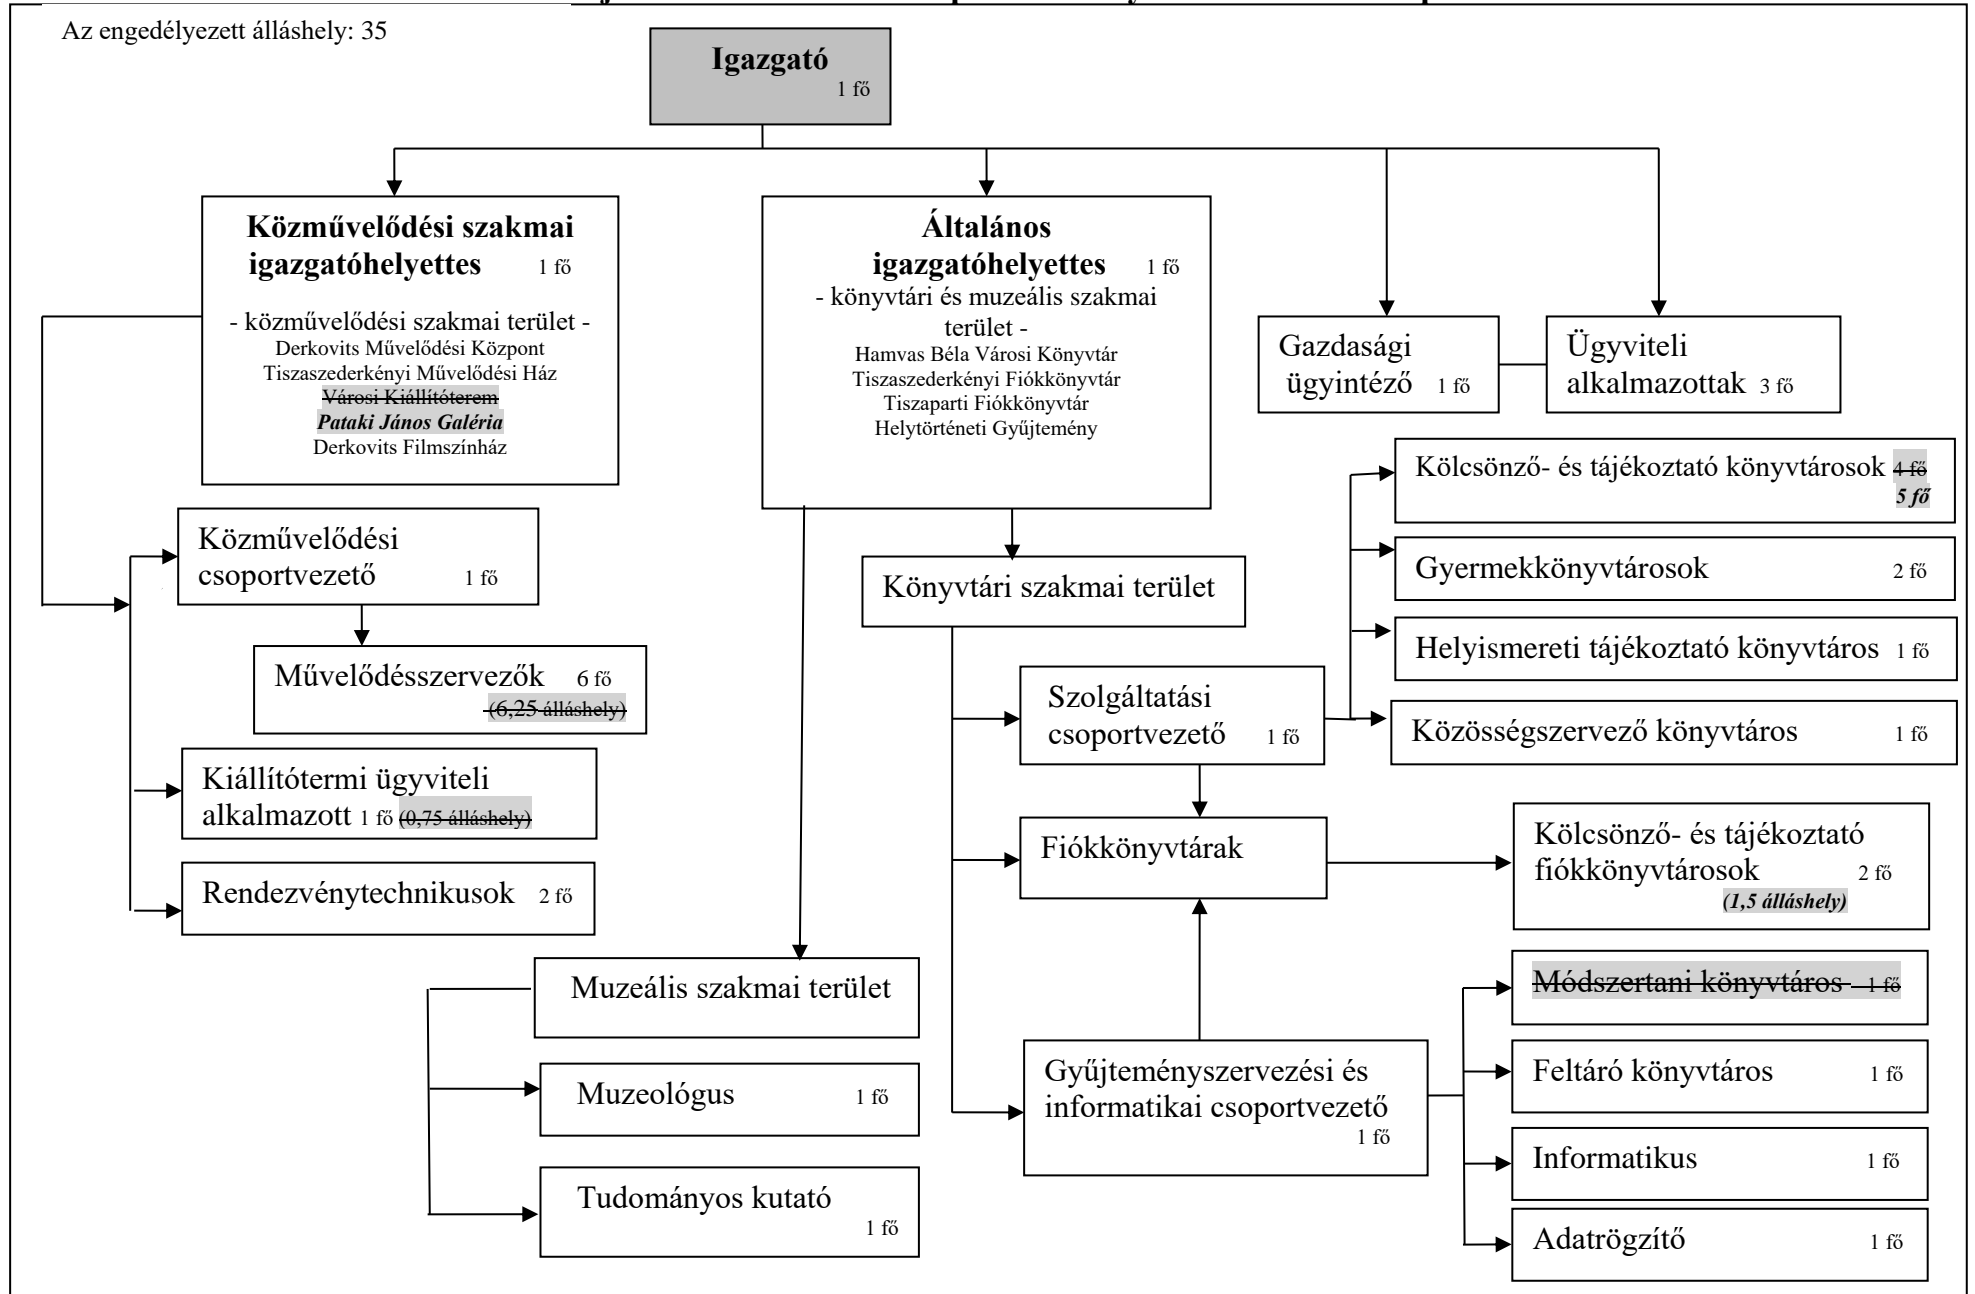 Az engedélyezett álláshely: 35
Igazgató
1 fő
Közművelődési szakmai
igazgatóhelyettes 1 fő
- közművelődési szakmai terület -
Derkovits Művelődési Központ
Tiszaszederkényi Művelődési Ház
Városi Kiállítóterem
Pataki János Galéria
Derkovits Filmszínház
Általános
igazgatóhelyettes 1 fő
- könyvtári és muzeális szakmai
terület -
Hamvas Béla Városi Könyvtár
Tiszaszederkényi Fiókkönyvtár
Tiszaparti Fiókkönyvtár
Helytörténeti Gyűjtemény
Gazdasági
ügyintéző 1 fő
Ügyviteli
alkalmazottak 3 fő
Közművelődési
csoportvezető 1 fő
Művelődésszervezők 6 fő
(6,25 álláshely)
Kiállítótermi ügyviteli
alkalmazott 1 fő (0,75 álláshely)
Rendezvénytechnikusok 2 fő
Könyvtári szakmai terület
Szolgáltatási
csoportvezető 1 fő
Kölcsönző- és tájékoztató könyvtárosok 4 fő
5 fő
Gyermekkönyvtárosok 2 fő
Helyismereti tájékoztató könyvtáros 1 fő
Közösségszervező könyvtáros 1 fő
Fiókkönyvtárak
Kölcsönző- és tájékoztató
fiókkönyvtárosok 2 fő
(1,5 álláshely)
Muzeális szakmai terület
Muzeológus 1 fő
Tudományos kutató
1 fő
Gyűjteményszervezési és
informatikai csoportvezető
1 fő
Módszertani könyvtáros 1 fő
Feltáró könyvtáros 1 fő
Informatikus 1 fő
Adatrögzítő 1 fő